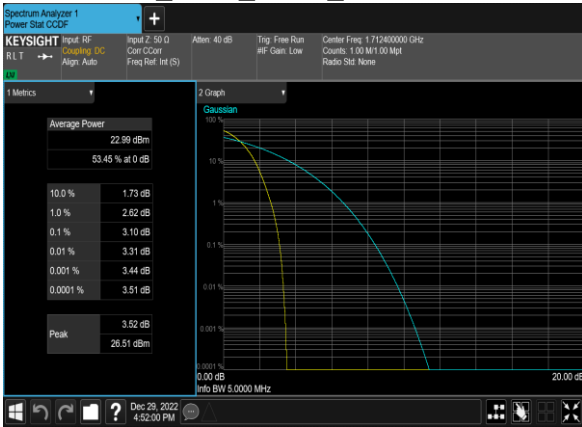 Spectrum Analyzer 1
Power Stat CCDF
+
KEYSIGHT
RLT
LU
Input: RF
Coupling: DC
Align: Auto
Input Z: 50 Ω
Corr CCorr
Freq Ref: Int (S)
Atten: 40 dB
Trig: Free Run
#IF Gain: Low
Center Freq: 1.712400000 GHz
Counts: 1.00 M/1.00 Mpt
Radio Std: None
1 Metrics
Average Power
22.99 dBm
53.45 % at 0 dB
10.0 % 1.73 dB
1.0 % 2.62 dB
0.1 % 3.10 dB
0.01 % 3.31 dB
0.001 % 3.44 dB
0.0001 % 3.51 dB
Peak
3.52 dB
26.51 dBm
2 Graph
Gaussian
100 %
10 %
1 %
0.1 %
0.01 %
0.001 %
0.0001 %
0.00 dB
20.00 dB
Info BW 5.0000 MHz
?
Dec 29, 2022
4:52:00 PM